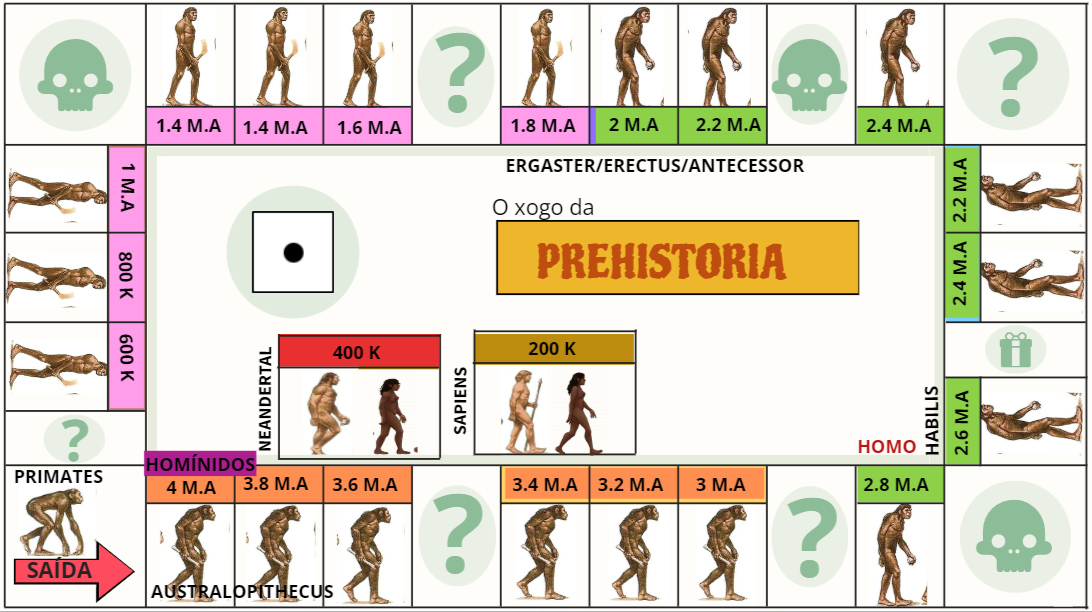 ?
?
?
1.4 M.A
1.4 M.A
1.6 M.A
1.8 M.A
2 M.A
2.2 M.A
2.4 M.A
ERGASTER/ERECTUS/ANTECESSOR
1 M.A
800 K
600 K
O xogo da
PREHISTORIA
2.2 M.A
2.4 M.A
2.6 M.A
NEANDERTAL
400 K
SAPIENS
200 K
HOMO
HABILIS
HOMÍNIDOS
PRIMATES
SAÍDA
4 M.A
3.8 M.A
3.6 M.A
3.4 M.A
3.2 M.A
3 M.A
2.8 M.A
?
?
AUSTRALOPITHECUS